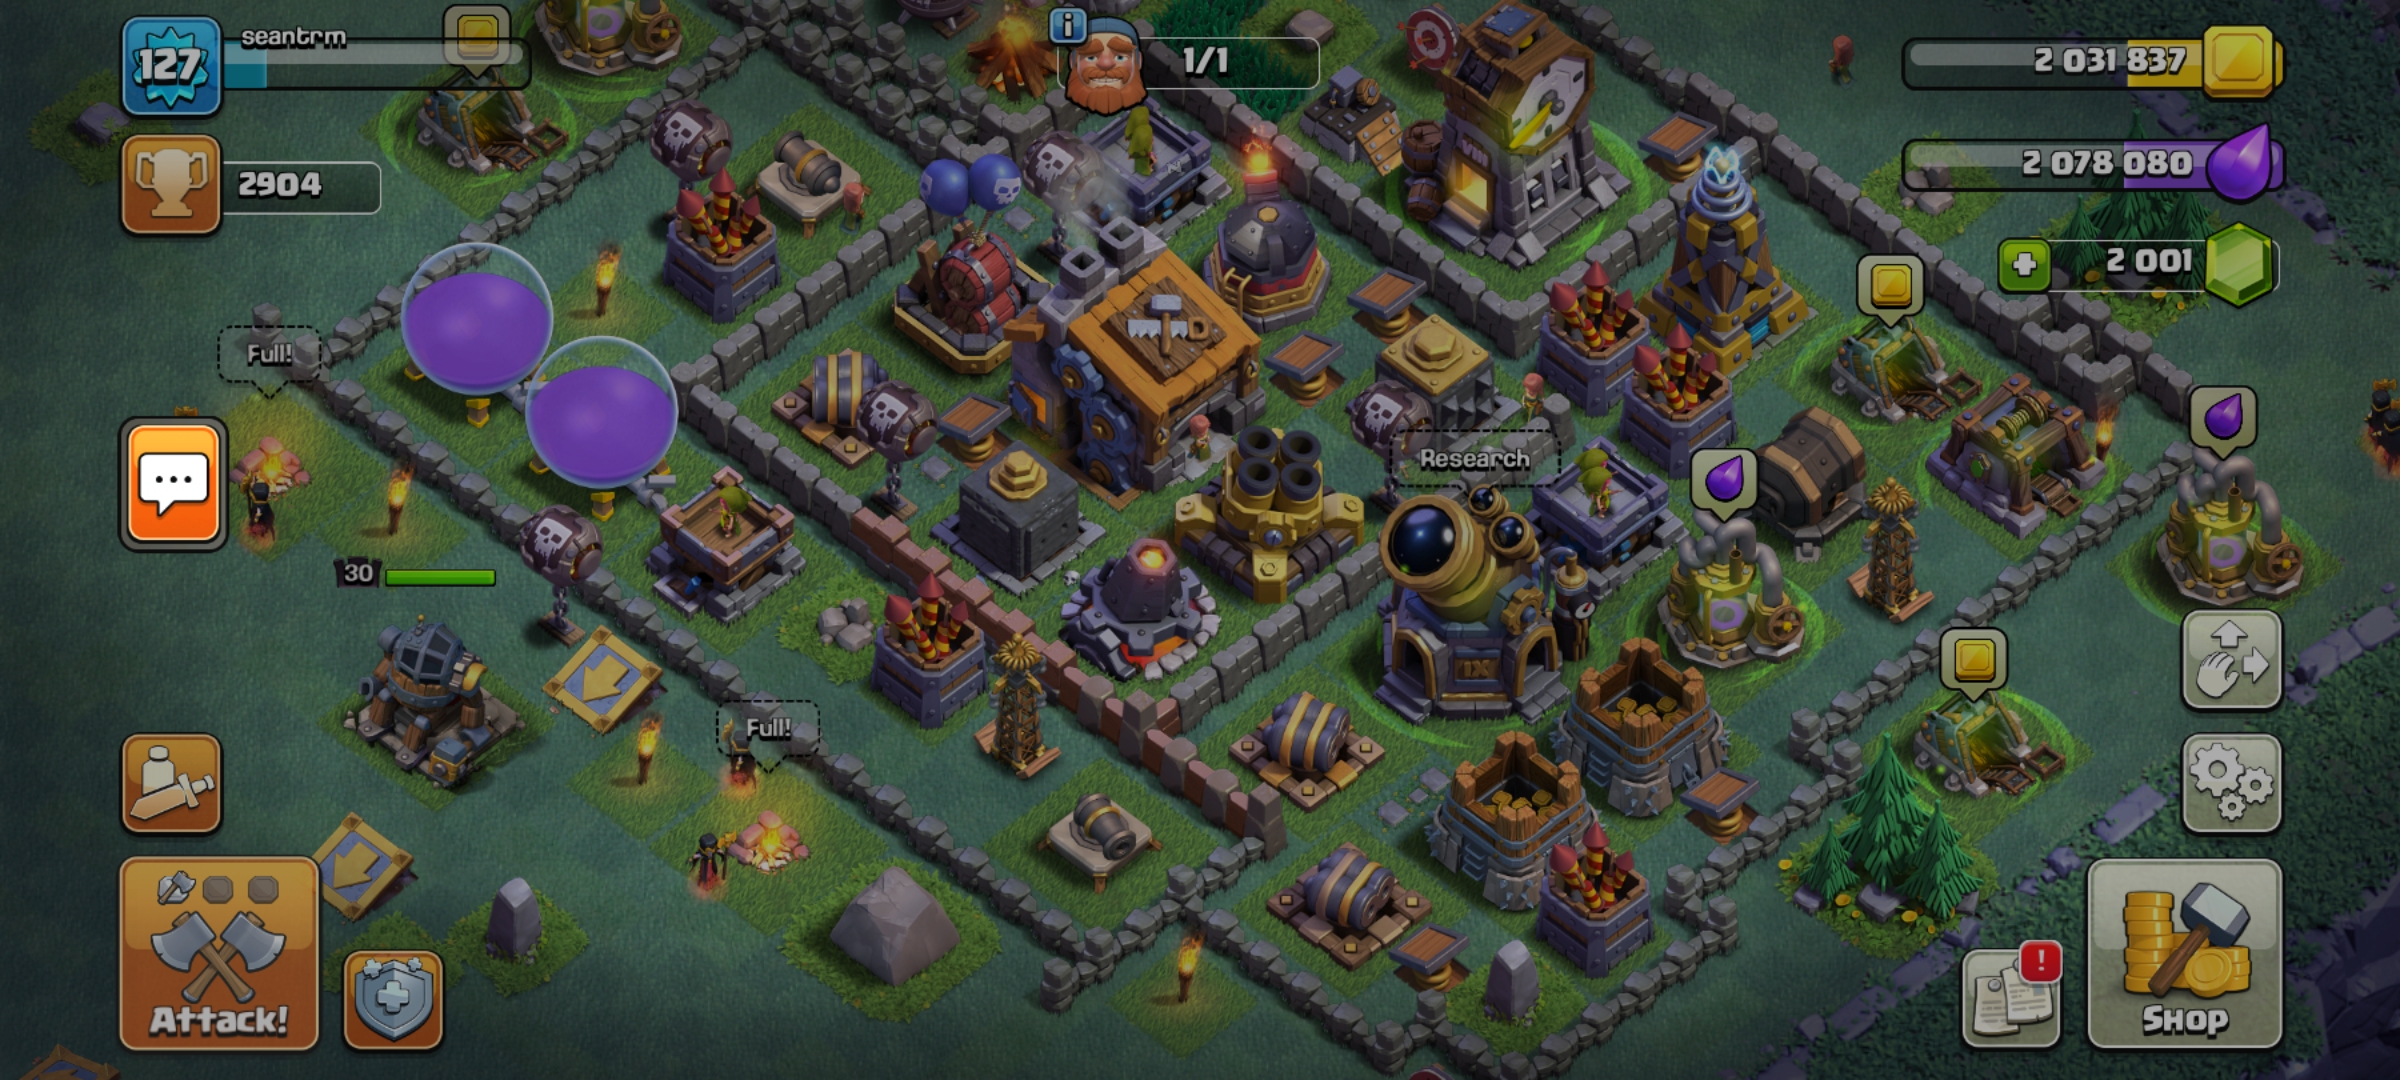 127
seantrm
1/1
2 031 837
2904
2 078 080
2 001
Full!
Research
30
Full!
VIII
IX
Attack!
!
Shop